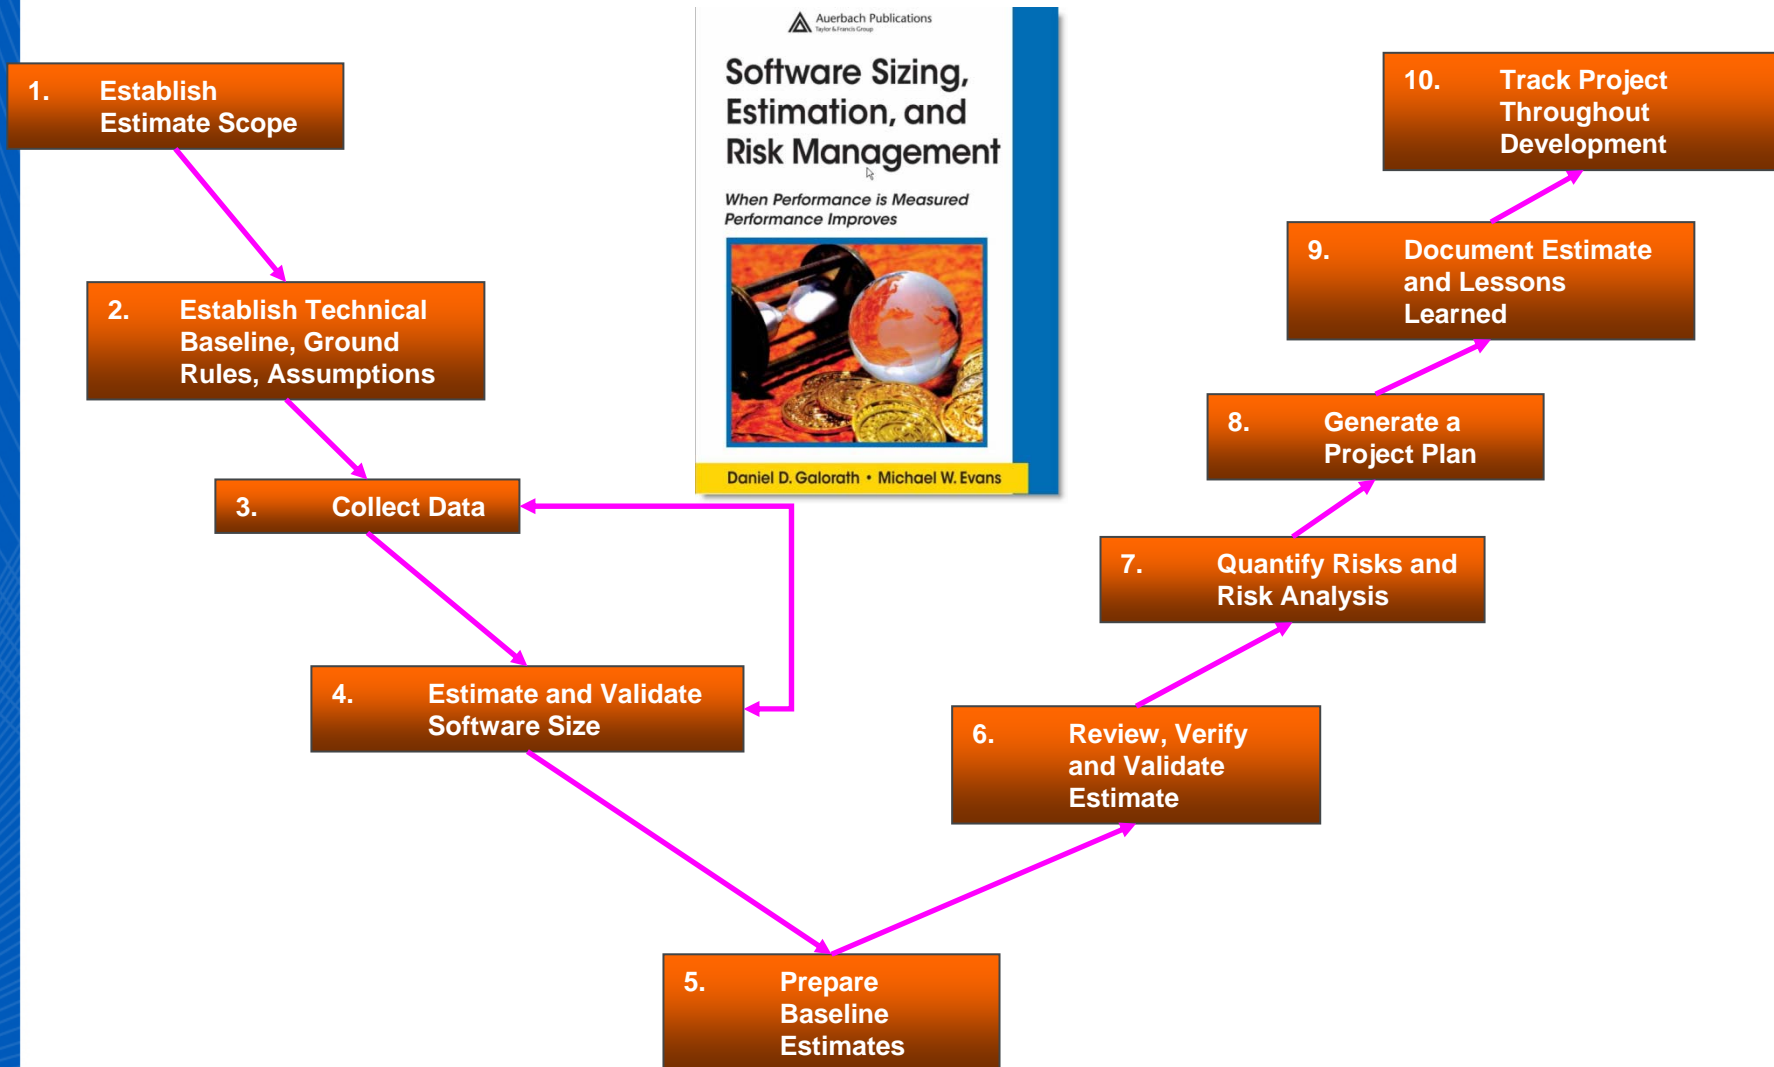 Auerbach Publications
Taylor & Francis Group
Software Sizing,
Estimation, and
Risk Management
When Performance is Measured
Performance Improves
Daniel D. Galorath • Michael W. Evans
1. Establish
Estimate Scope
2. Establish Technical
Baseline, Ground
Rules, Assumptions
3. Collect Data
4. Estimate and Validate
Software Size
5. Prepare
Baseline
Estimates
6. Review, Verify
and Validate
Estimate
7. Quantify Risks and
Risk Analysis
8. Generate a
Project Plan
9. Document Estimate
and Lessons
Learned
10. Track Project
Throughout
Development